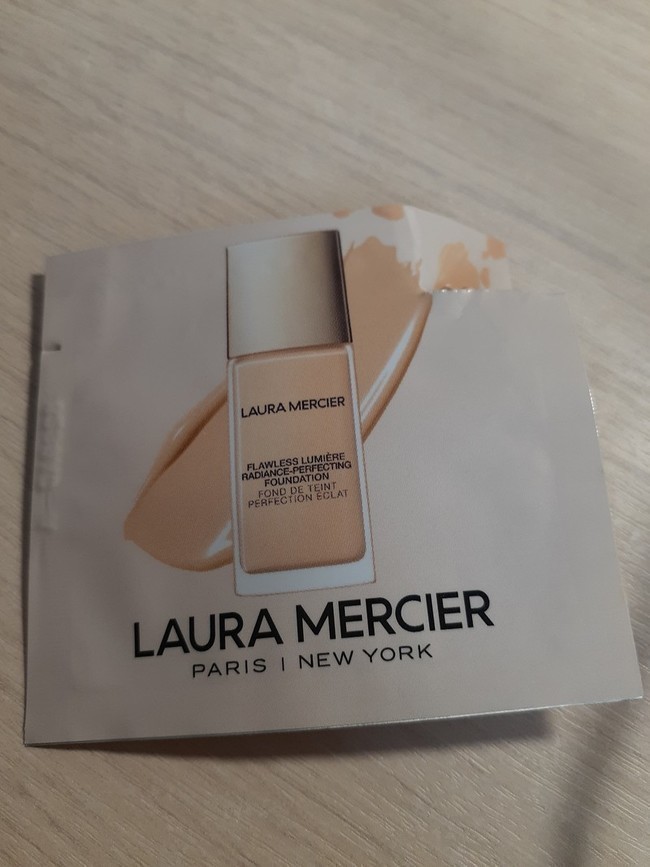 LAURA MERCIER
FLAWLESS LUMIÈRE
RADIANCE-PERFECTING
FOUNDATION
FOND DE TEINT
PERFECTION ÉCLAT
LAURA MERCIER
PARIS | NEW YORK